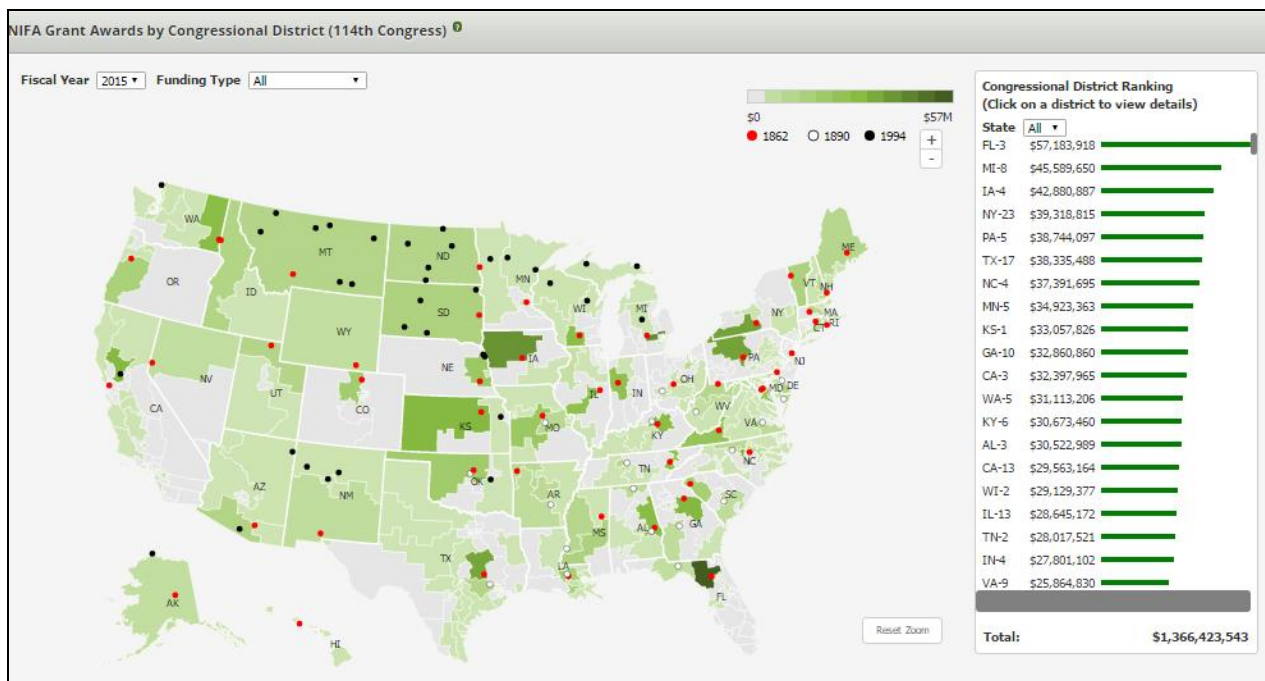 NIFA Grant Awards by Congressional District (114th Congress) ?
Fiscal Year 2015 Funding Type All
$0 $57M
1862 1890 1994
+
-
WA
MT
ND
MN
ME
OR
ID
SD
WI
MI
NY
VT
NH
MA
CT
RI
WY
NE
IA
PA
NJ
NV
UT
CO
IL
IN
OH
MD
DE
CA
KS
MO
KY
WV
VA
AZ
NM
OK
AR
TN
NC
SC
TX
LA
MS
AL
GA
FL
AK
HI
Reset Zoom
Congressional District Ranking
(Click on a district to view details)
State All
FL-3 $57,183,918
MI-8 $45,589,650
IA-4 $42,880,887
NY-23 $39,318,815
PA-5 $38,744,097
TX-17 $38,335,488
NC-4 $37,391,695
MN-5 $34,923,363
KS-1 $33,057,826
GA-10 $32,860,860
CA-3 $32,397,965
WA-5 $31,113,206
KY-6 $30,673,460
AL-3 $30,522,989
CA-13 $29,563,164
WI-2 $29,129,377
IL-13 $28,645,172
TN-2 $28,017,521
IN-4 $27,801,102
VA-9 $25,864,830
Total: $1,366,423,543